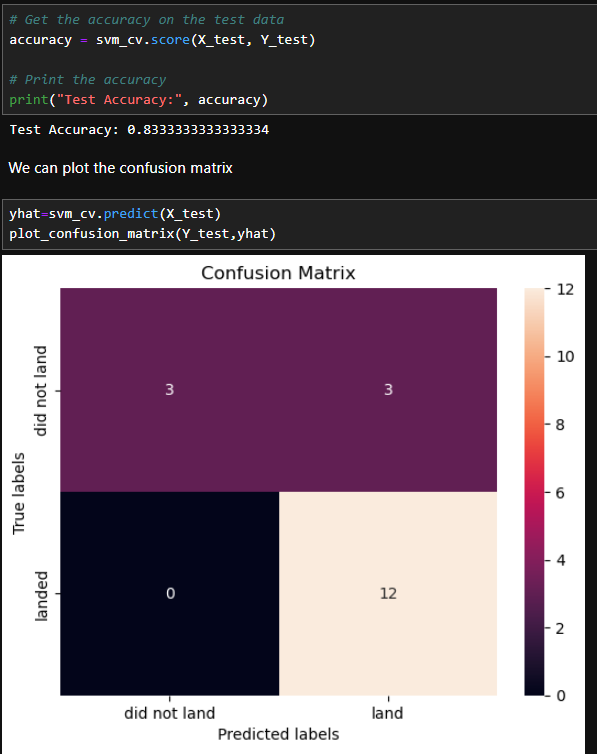 # Get the accuracy on the test data
accuracy = svm_cv.score(X_test, Y_test)
# Print the accuracy
print("Test Accuracy:", accuracy)
Test Accuracy: 0.8333333333333334
We can plot the confusion matrix
yhat=svm_cv.predict(X_test)
plot_confusion_matrix(Y_test,yhat)
Confusion Matrix
True labels
did not land
landed
3
3
0
12
did not land
land
Predicted labels
12
10
8
6
4
2
0